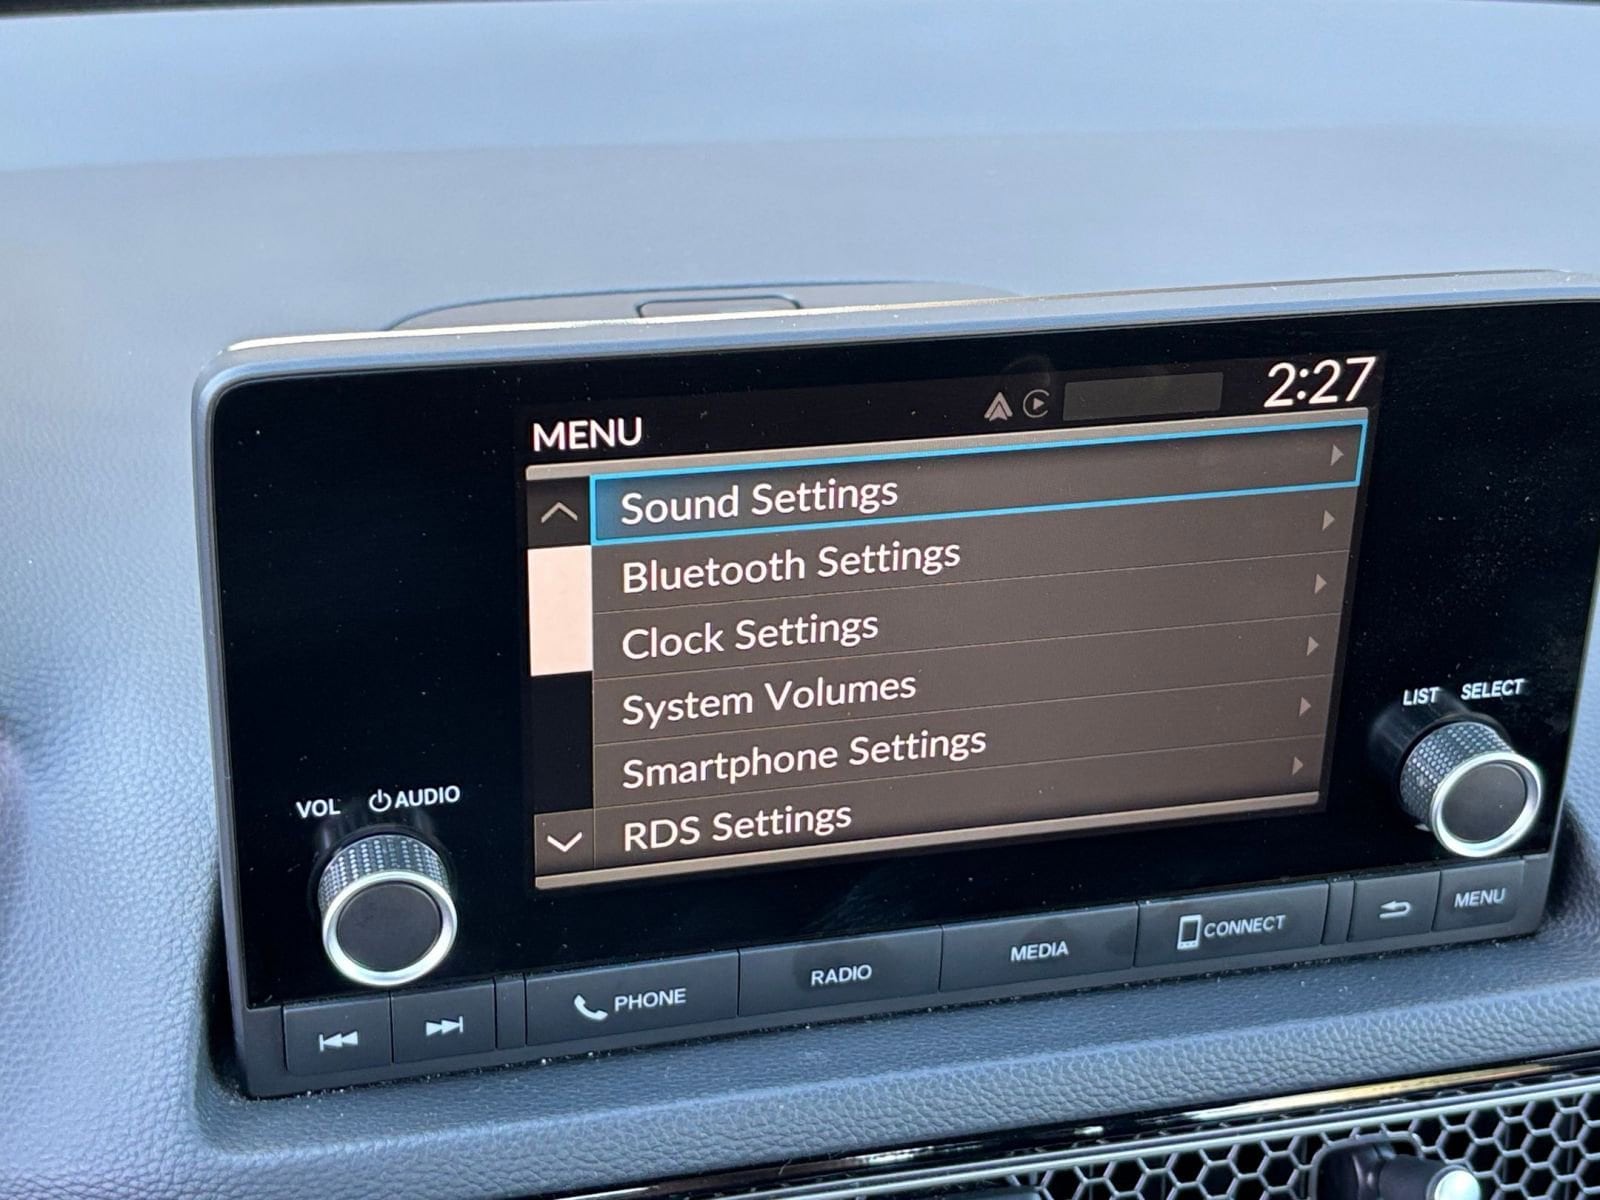 MENU
2:27
Sound Settings
Bluetooth Settings
Clock Settings
System Volumes
Smartphone Settings
RDS Settings
LIST SELECT
VOL AUDIO
PHONE
RADIO
MEDIA
CONNECT
MENU